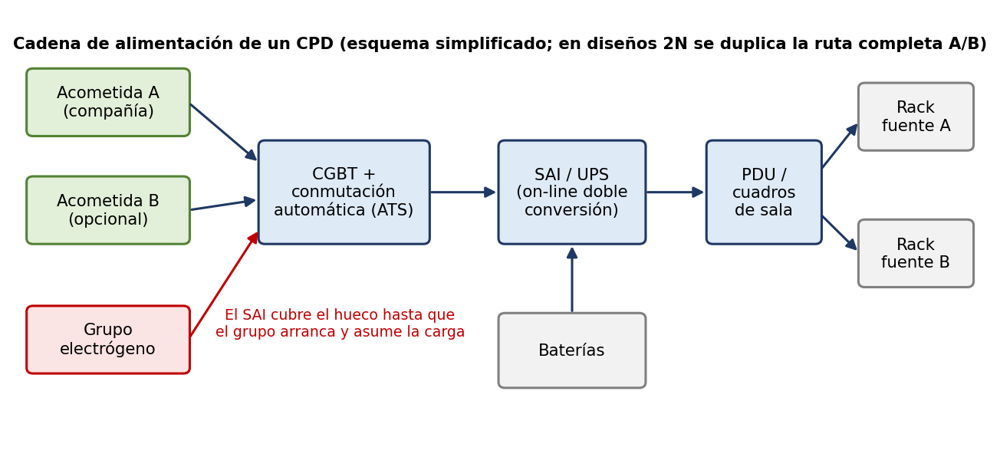 Cadena de alimentación de un CPD (esquema simplificado; en diseños 2N se duplica la ruta completa A/B)
Acometida A
(compañía)
Acometida B
(opcional)
Grupo
electrógeno
CGBT +
conmutación
automática (ATS)
El SAI cubre el hueco hasta que
el grupo arranca y asume la carga
SAI / UPS
(on-line doble
conversión)
Baterías
PDU /
cuadros
de sala
Rack
fuente A
Rack
fuente B